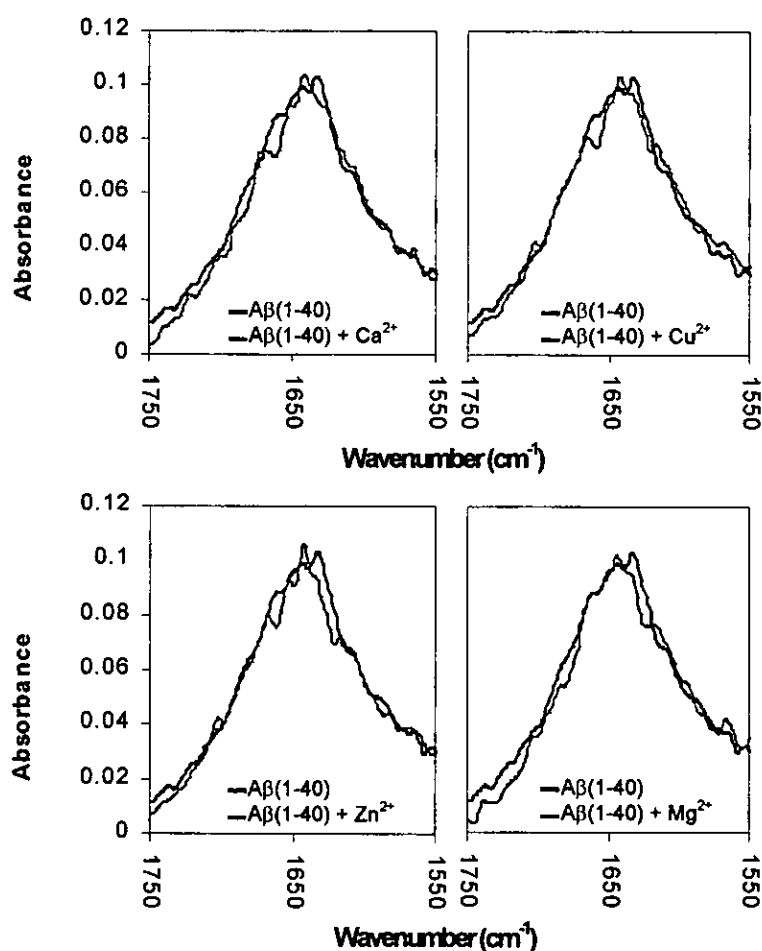 Absorbance
0.12
0.1
0.08
0.06
0.04
0.02
0
Aβ(1-40)
Aβ(1-40) + Ca²⁺
1750
1650
1550
Aβ(1-40)
Aβ(1-40) + Cu²⁺
1750
1650
1550
Wavenumber (cm⁻¹)
Absorbance
0.12
0.1
0.08
0.06
0.04
0.02
0
Aβ(1-40)
Aβ(1-40) + Zn²⁺
1750
1650
1550
Aβ(1-40)
Aβ(1-40) + Mg²⁺
1750
1650
1550
Wavenumber (cm⁻¹)